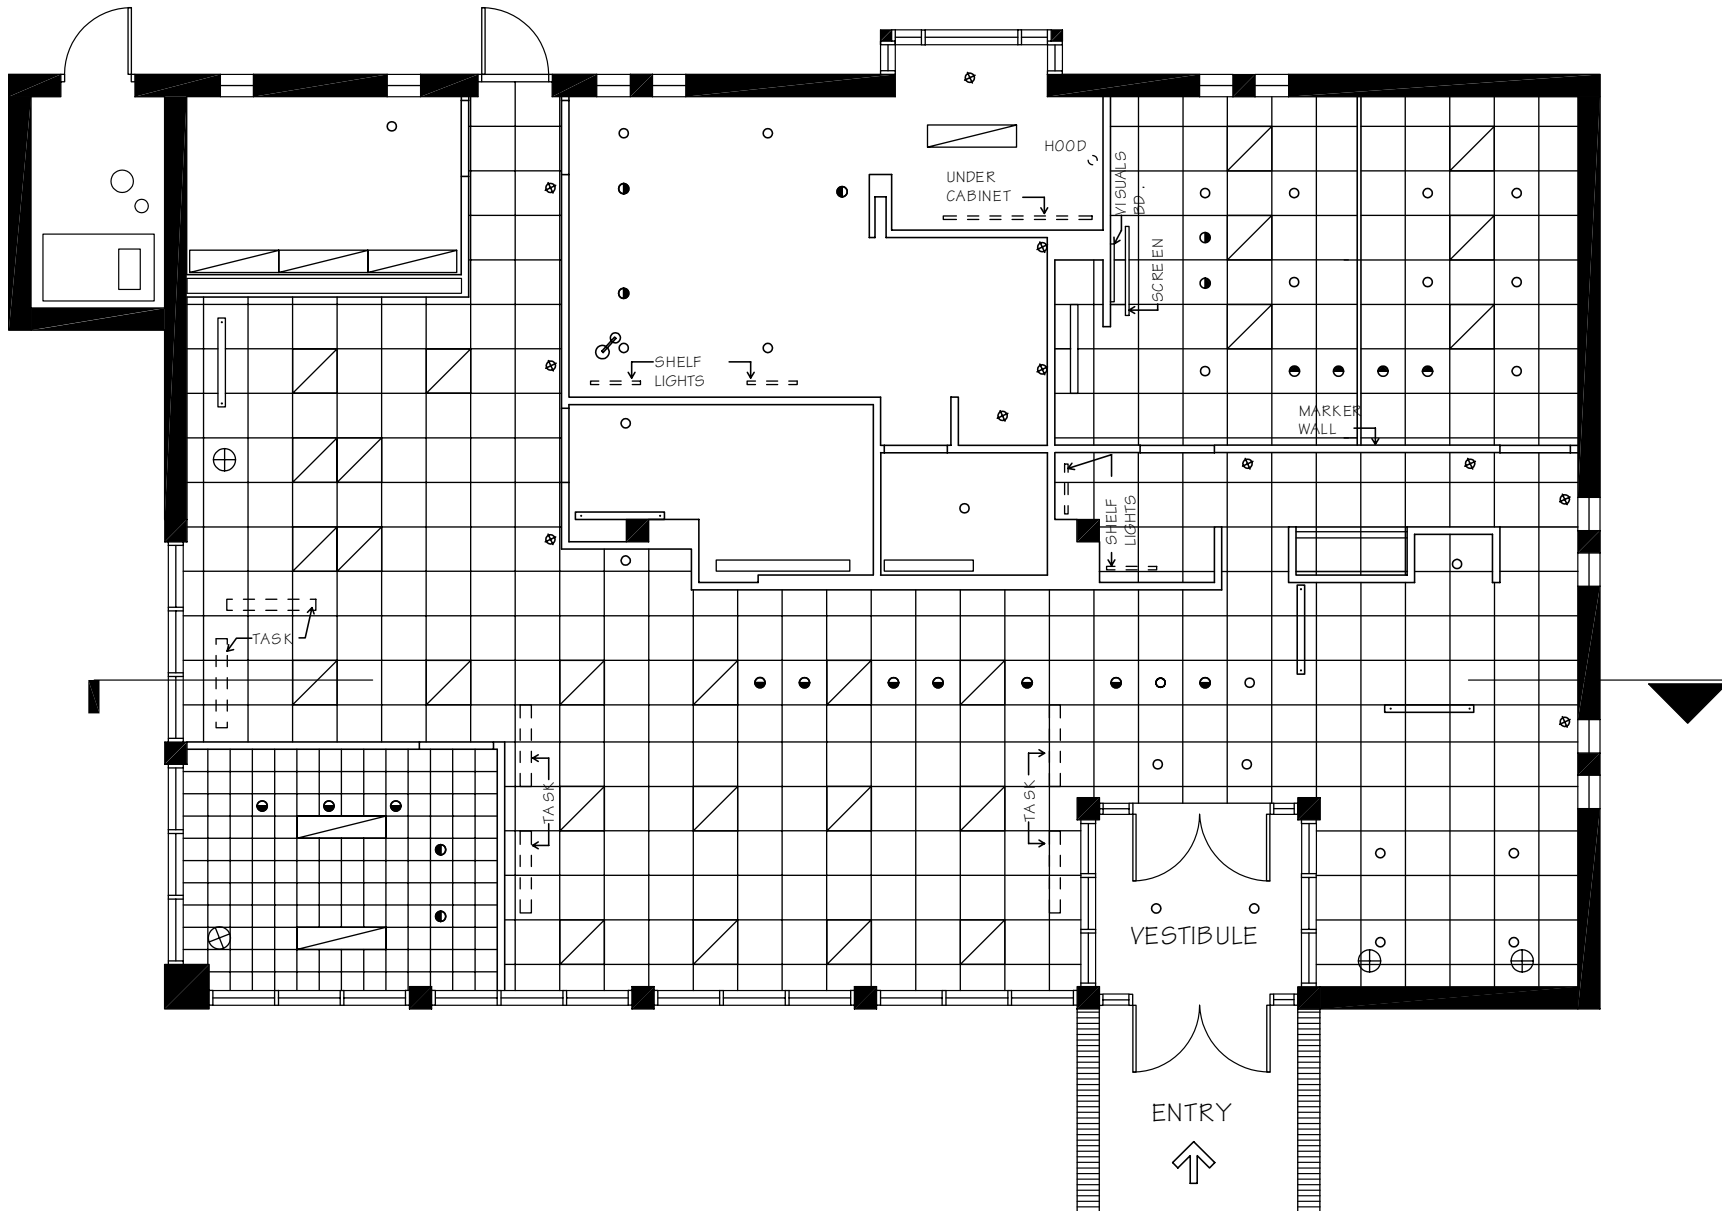 HOOD
UNDER
CABINET
VISUALS
BD.
SCREEN
SHELF
LIGHTS
MARKER
WALL
SHELF
LIGHTS
TASK
TASK
TASK
VESTIBULE
ENTRY